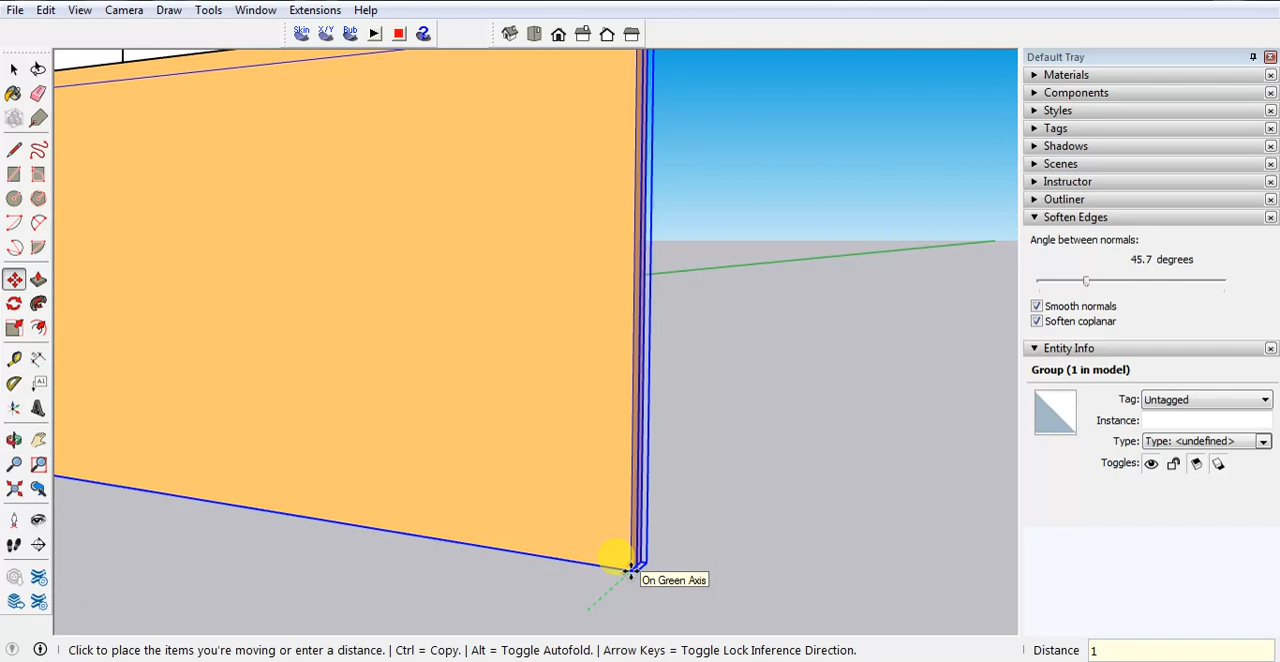 File Edit View Camera Draw Tools Window Extensions Help
Skin X/Y Bub
Default Tray
Materials
Components
Styles
Tags
Shadows
Scenes
Instructor
Outliner
Soften Edges
Angle between normals:
45.7 degrees
Smooth normals
Soften coplanar
Entity Info
Group (1 in model)
Tag: Untagged
Instance:
Type: Type: <undefined>
Toggles:
On Green Axis
Click to place the items you're moving or enter a distance. | Ctrl = Copy. | Alt = Toggle Autofold. | Arrow Keys = Toggle Lock Inference Direction.
Distance 1